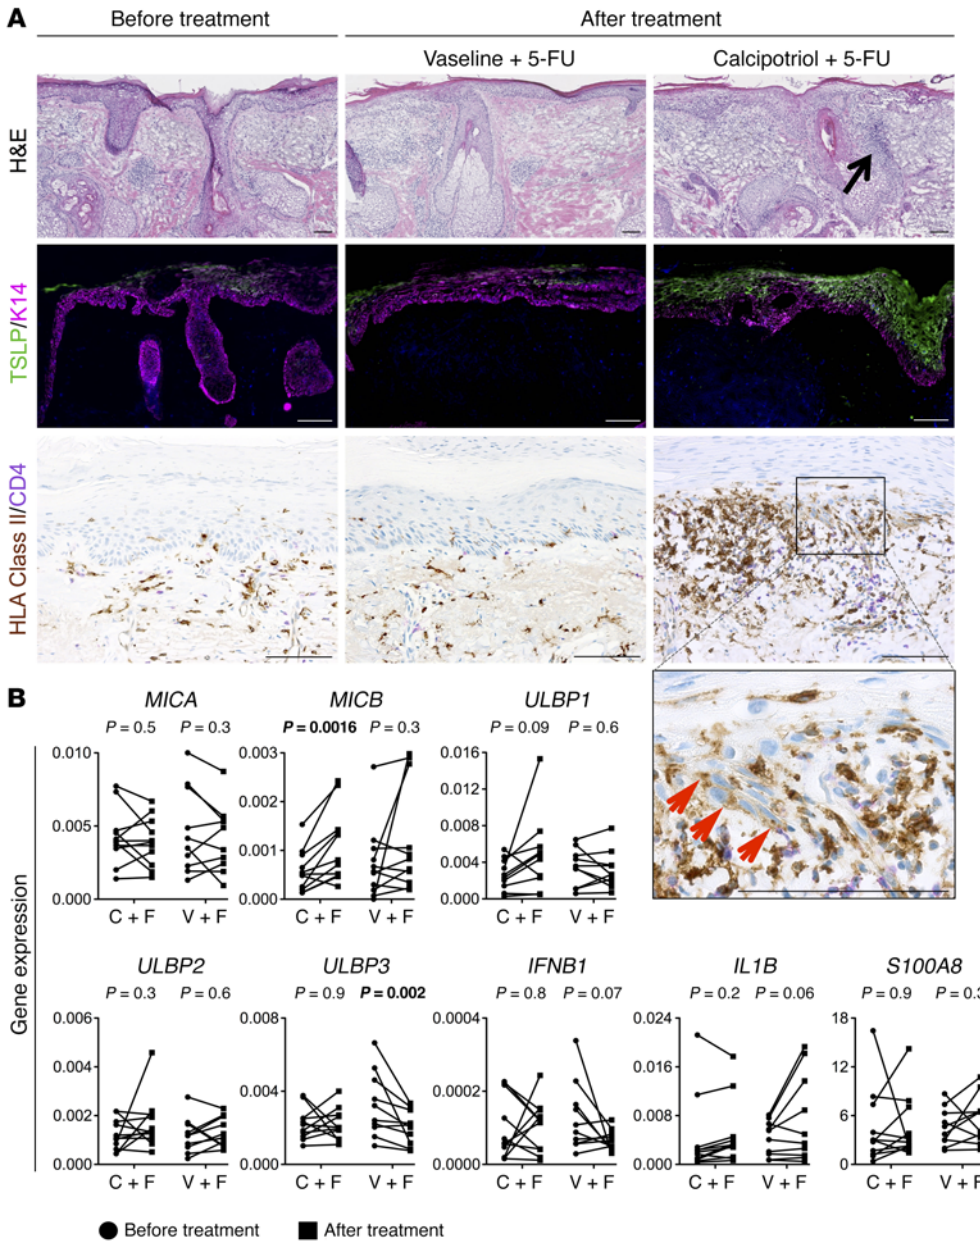 A
Before treatment
After treatment
Vaseline + 5-FU
Calcipotriol + 5-FU
H&E
TSLP/K14
HLA Class II/CD4
B
Gene expression
MICA
P = 0.5 P = 0.3
0.010
0.005
0.000
C + F V + F
MICB
P = 0.0016 P = 0.3
0.003
0.002
0.001
0.000
C + F V + F
ULBP1
P = 0.09 P = 0.6
0.016
0.012
0.008
0.004
0.000
C + F V + F
ULBP2
P = 0.3 P = 0.6
0.006
0.004
0.002
0.000
C + F V + F
ULBP3
P = 0.9 P = 0.002
0.008
0.004
0.000
C + F V + F
IFNB1
P = 0.8 P = 0.07
0.0004
0.0002
0.0000
C + F V + F
IL1B
P = 0.2 P = 0.06
0.024
0.016
0.008
0.000
C + F V + F
S100A8
P = 0.9 P = 0.3
18
12
6
0
C + F V + F
Before treatment After treatment